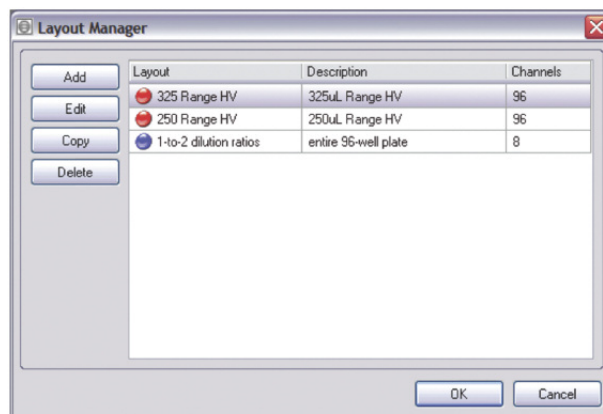 Layout Manager
Add
Edit
Copy
Delete
Layout Description Channels
325 Range HV 325uL Range HV 96
250 Range HV 250uL Range HV 96
1-to-2 dilution ratios entire 96-well plate 8
OK Cancel